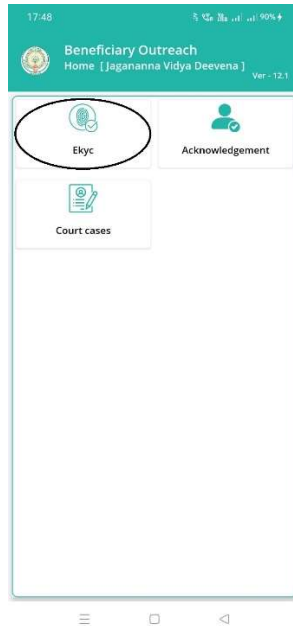 17:48
90%
Beneficiary Outreach
Home [Jagananna Vidya Deevena ]
Ver - 12.1
Ekyc
Acknowledgement
Court cases